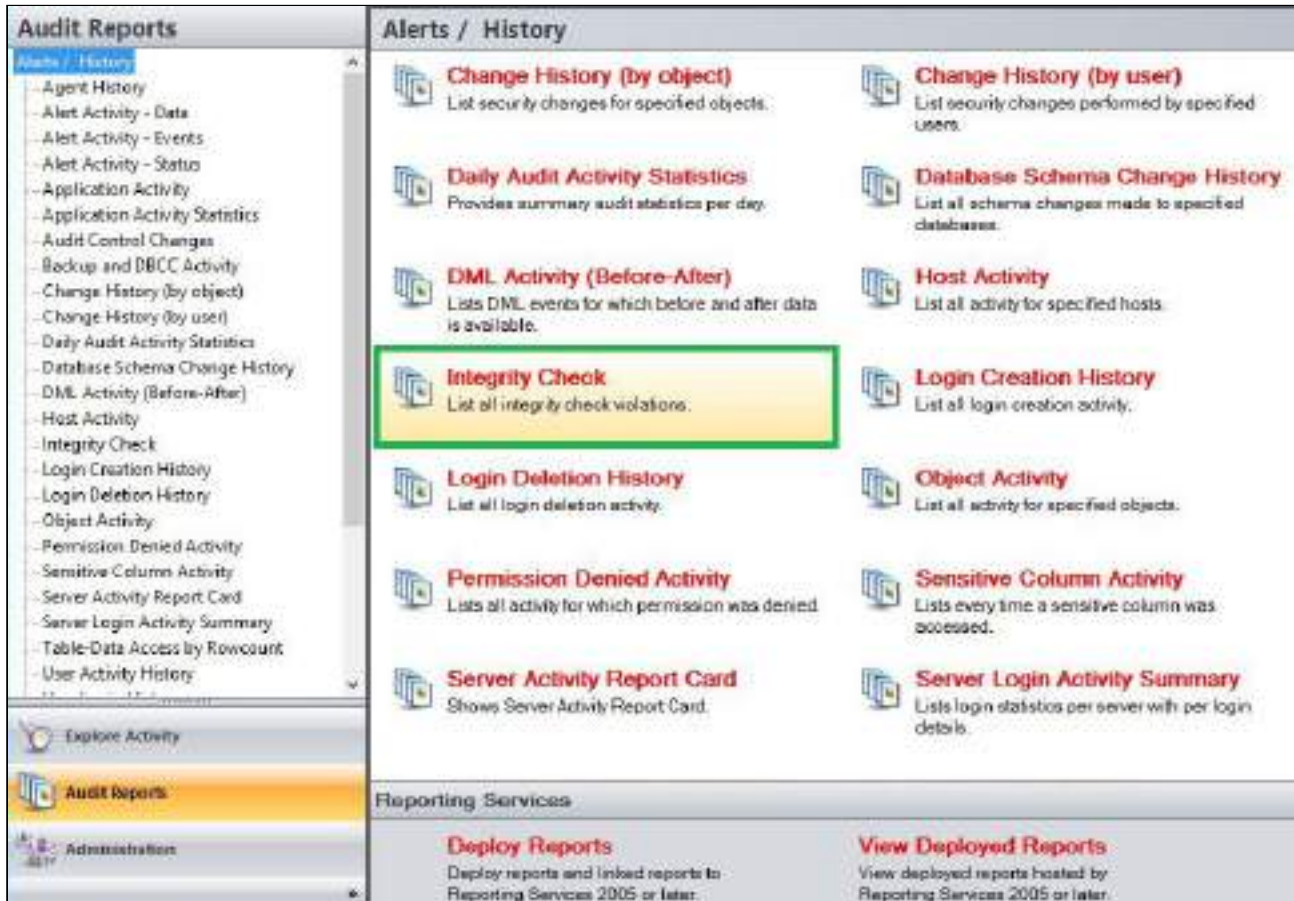 Audit Reports
Alerts / History
Agent History
Alert Activity - Data
Alert Activity - Events
Alert Activity - Status
Application Activity
Application Activity Statistics
Audit Control Changes
Backup and DBCC Activity
Change History (by object)
Change History (by user)
Daily Audit Activity Statistics
Database Schema Change History
DML Activity (Before-After)
Host Activity
Integrity Check
Login Creation History
Login Deletion History
Object Activity
Permission Denied Activity
Sensitive Column Activity
Server Activity Report Card
Server Login Activity Summary
Table-Data Access by Rowcount
User Activity History
Explore Activity
Audit Reports
Administration
Alerts / History
Change History (by object)
List security changes for specified objects.
Change History (by user)
List security changes performed by specified
users.
Daily Audit Activity Statistics
Provides summary audit statistics per day.
Database Schema Change History
List all schema changes made to specified
databases.
DML Activity (Before-After)
Lists DML events for which before and after data
is available.
Host Activity
List all activity for specified hosts.
Integrity Check
List all integrity check violations.
Login Creation History
List all login creation activity.
Login Deletion History
List all login deletion activity.
Object Activity
List all activity for specified objects.
Permission Denied Activity
Lists all activity for which permission was denied.
Sensitive Column Activity
Lists every time a sensitive column was
accessed.
Server Activity Report Card
Shows Server Activity Report Card.
Server Login Activity Summary
Lists login statistics per server with per login
details.
Reporting Services
Deploy Reports
Deploy reports and linked reports to
Reporting Services 2005 or later.
View Deployed Reports
View deployed reports hosted by
Reporting Services 2005 or later.